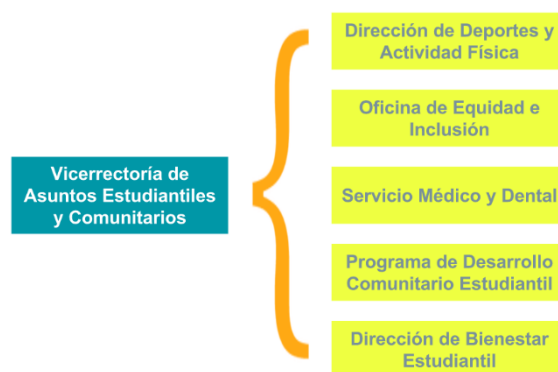 Dirección de Deportes y
Actividad Física
Oficina de Equidad e
Inclusión
Vicerrectoría de
Asuntos Estudiantiles
y Comunitarios
Servicio Médico y Dental
Programa de Desarrollo
Comunitario Estudiantil
Dirección de Bienestar
Estudiantil